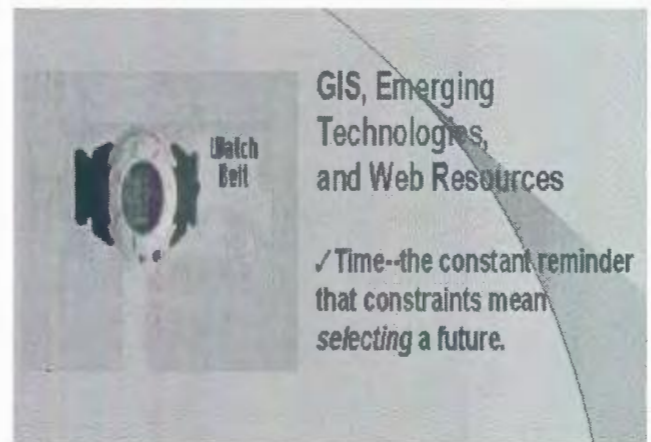 Watch
Belt
GIS, Emerging
Technologies,
and Web Resources
✓Time--the constant reminder
that constraints mean
selecting a future.